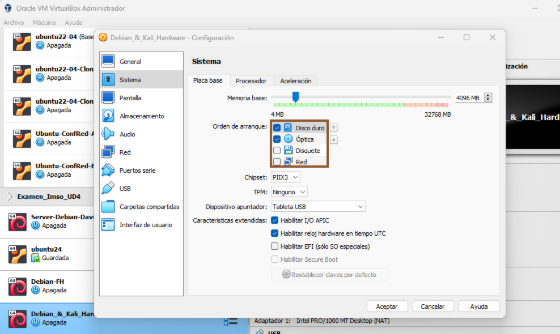 Oracle VM VirtualBox Administrador
Archivo Máquina Ayuda
ubuntu22-04 (Base
Apagada
ubuntu22-04-Clon
Apagada
ubuntu22-04-Clon
Apagada
Ubuntu-ConfRed-A
Apagada
Ubuntu-ConfRed-B
Apagada
Examen_Imso_UD4
Server-Debian-Dav
Apagada
ubuntu24
Guardada
Debian-FH
Apagada
Debian_&_Kali_Hardw
Apagada
Debian_&_Kali_Hardware - Configuración
General
Sistema
Pantalla
Almacenamiento
Audio
Red
Puertos serie
USB
Carpetas compartidas
Interfaz de usuario
Sistema
Placa base Procesador Aceleración
Memoria base: 4096 MB
4 MB 32768 MB
Orden de arranque: Disco duro
Óptica
Disquete
Red
Chipset: PIIX3
TPM: Ninguno
Dispositivo apuntador: Tableta USB
Características extendidas: Habilitar I/O APIC
Habilitar reloj hardware en tiempo UTC
Habilitar EFI (sólo SO especiales)
Habilitar Secure Boot
Restablecer claves por defecto
Aceptar Cancelar Ayuda
ización
_&_Kali_Hard
Adaptador 1: Intel PRO/1000 MT Desktop (NAT)
USB